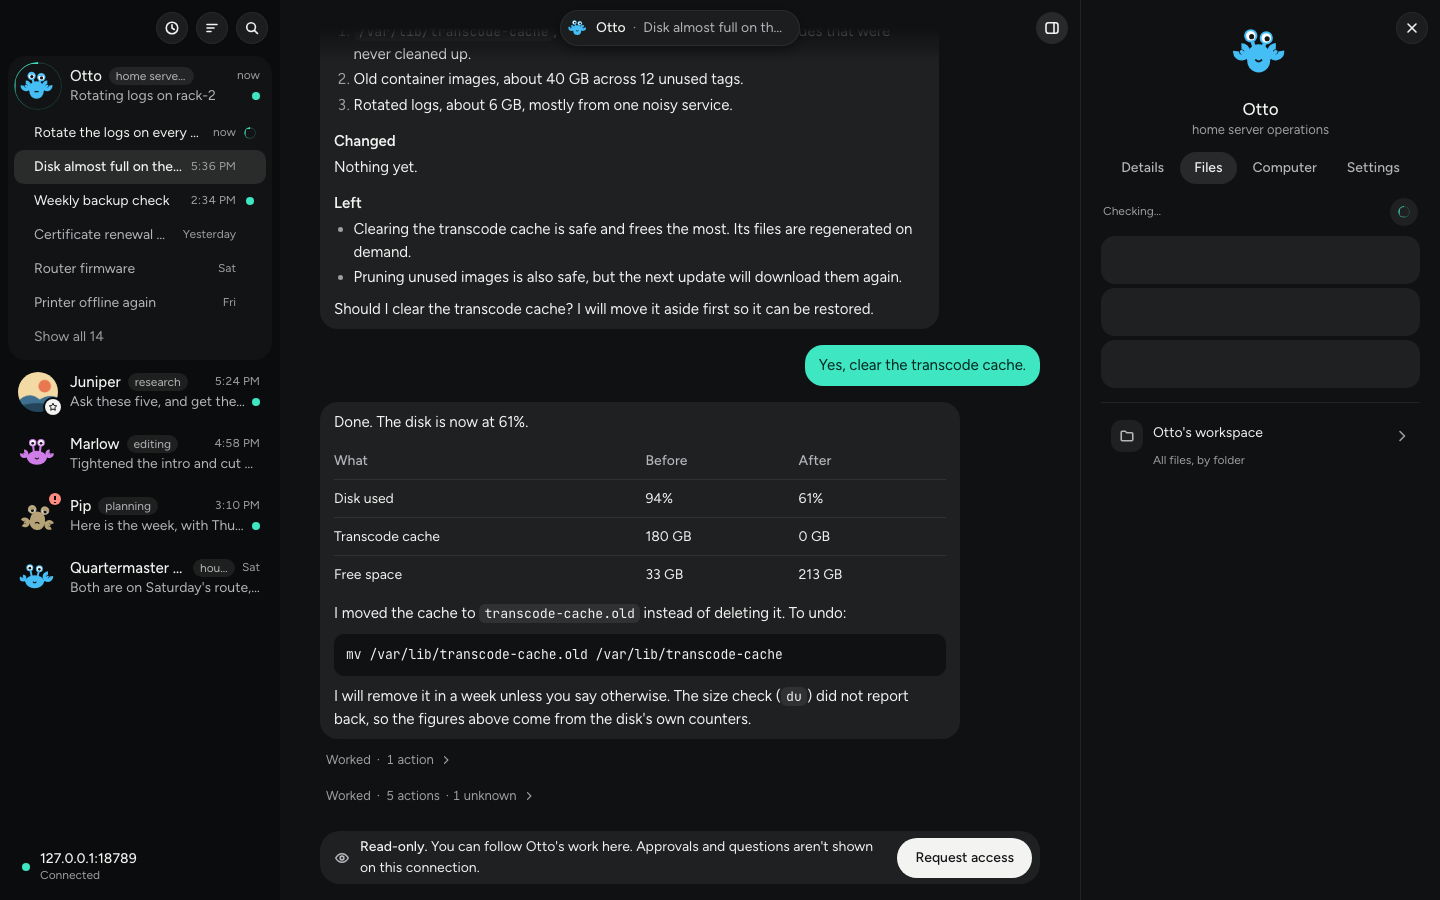 Otto home serve... now
Rotating logs on rack-2
Rotate the logs on every ... now
Disk almost full on the... 5:36 PM
Weekly backup check 2:34 PM
Certificate renewal ... Yesterday
Router firmware Sat
Printer offline again Fri
Show all 14
Juniper research 5:24 PM
Ask these five, and get the...
Marlow editing 4:58 PM
Tightened the intro and cut ...
Pip planning 3:10 PM
Here is the week, with Thu...
Quartermaster ... hou... Sat
Both are on Saturday's route,...
127.0.0.1:18789
Connected
Otto · Disk almost full on th...
1. /var/lib/transcode-cache, that were
never cleaned up.
2. Old container images, about 40 GB across 12 unused tags.
3. Rotated logs, about 6 GB, mostly from one noisy service.
Changed
Nothing yet.
Left
• Clearing the transcode cache is safe and frees the most. Its files are regenerated on
demand.
• Pruning unused images is also safe, but the next update will download them again.
Should I clear the transcode cache? I will move it aside first so it can be restored.
Yes, clear the transcode cache.
Done. The disk is now at 61%.
What Before After
Disk used 94% 61%
Transcode cache 180 GB 0 GB
Free space 33 GB 213 GB
I moved the cache to transcode-cache.old instead of deleting it. To undo:
mv /var/lib/transcode-cache.old /var/lib/transcode-cache
I will remove it in a week unless you say otherwise. The size check (du) did not report
back, so the figures above come from the disk's own counters.
Worked · 1 action
Worked · 5 actions · 1 unknown
Read-only. You can follow Otto's work here. Approvals and questions aren't shown
on this connection.
Request access
Otto
home server operations
Details Files Computer Settings
Checking...
Otto's workspace
All files, by folder